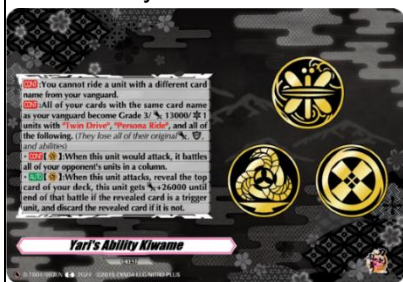 CONT :You cannot ride a unit with a different card
name from your vanguard.
CONT :All of your cards with the same card name
as your vanguard become Grade 3/ 13000/ 1
units with "Twin Drive", "Persona Ride", and all of
the following. (They lose all of their original , ,
and abilities)
· CONT【 】:When this unit would attack, it battles
all of your opponent's units in a column.
· AUTO【 】:When this unit attacks, reveal the top
card of your deck, this unit gets +26000 until
end of that battle if the revealed card is a trigger
unit, and discard the revealed card if it is not.
Yari's Ability Kiwame